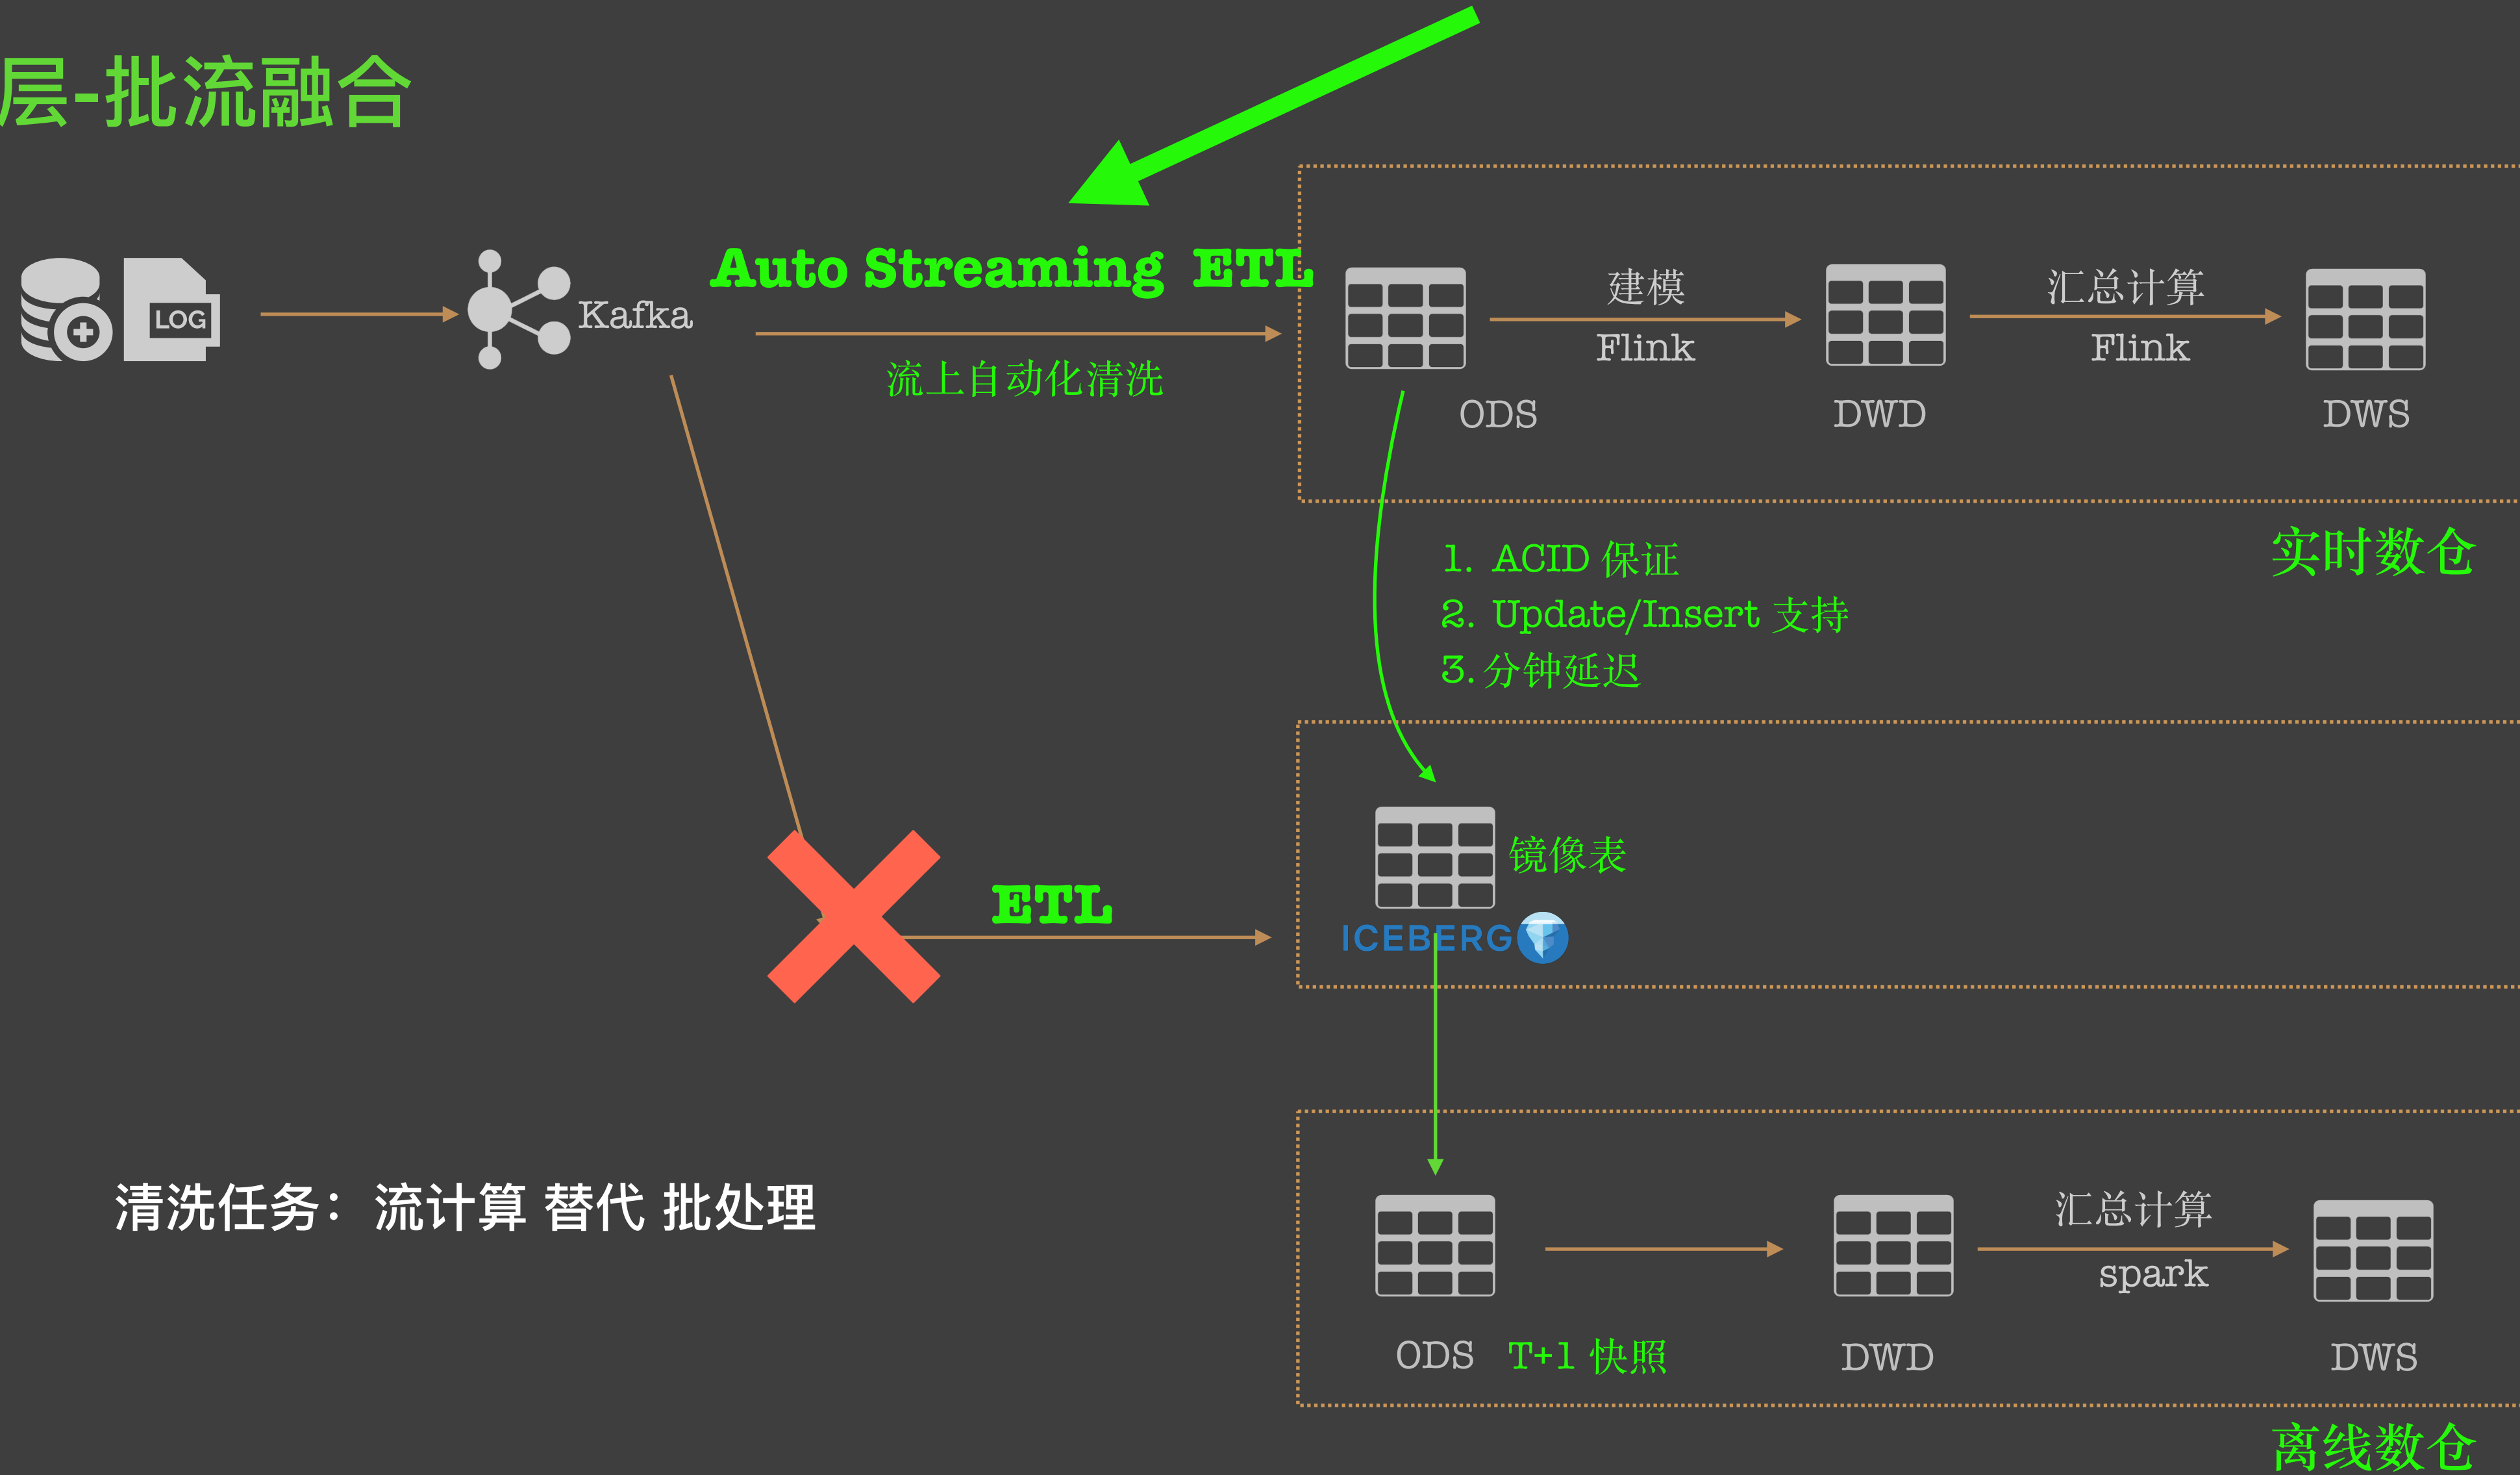 层-批流融合
LOG
Kafka
Auto Streaming ETL
流上自动化清洗
建模
Flink
汇总计算
Flink
ODS
DWD
DWS
实时数仓
1. ACID 保证
2. Update/Insert 支持
3. 分钟延迟
镜像表
ICEBERG
ETL
清洗任务：流计算 替代 批处理
汇总计算
spark
ODS
T+1 快照
DWD
DWS
离线数仓